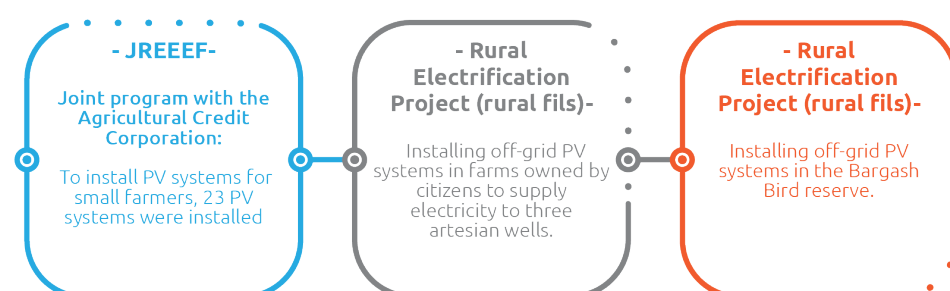 - JREEEF-
Joint program with the
Agricultural Credit
Corporation:
To install PV systems for
small farmers, 23 PV
systems were installed
- Rural
Electrification
Project (rural fils)-
Installing off-grid PV
systems in farms owned by
citizens to supply
electricity to three
artesian wells.
- Rural
Electrification
Project (rural fils)-
Installing off-grid PV
systems in the Bargash
Bird reserve.